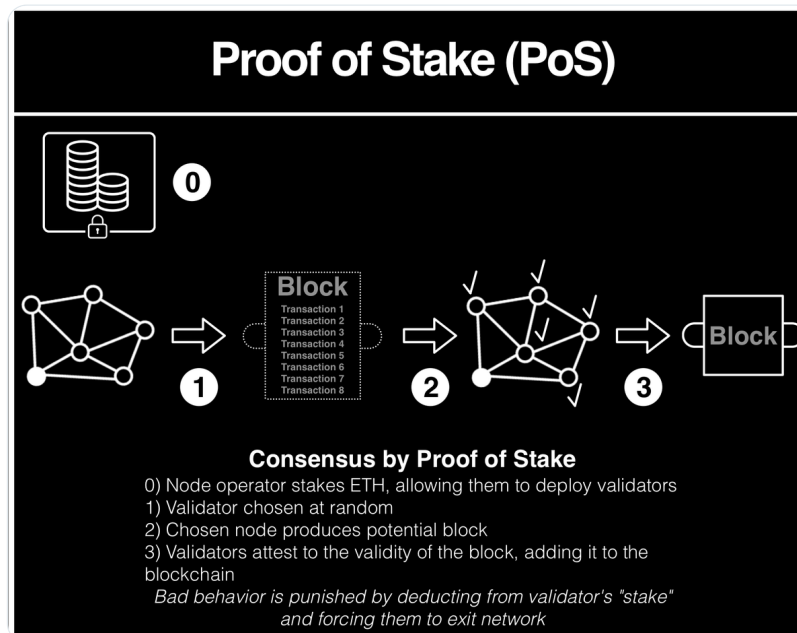 Proof of Stake (PoS)
0
Block
Transaction 1
Transaction 2
Transaction 3
Transaction 4
Transaction 5
Transaction 6
Transaction 7
Transaction 8
Block
1
2
3
Consensus by Proof of Stake
0) Node operator stakes ETH, allowing them to deploy validators
1) Validator chosen at random
2) Chosen node produces potential block
3) Validators attest to the validity of the block, adding it to the
blockchain
Bad behavior is punished by deducting from validator's "stake"
and forcing them to exit network